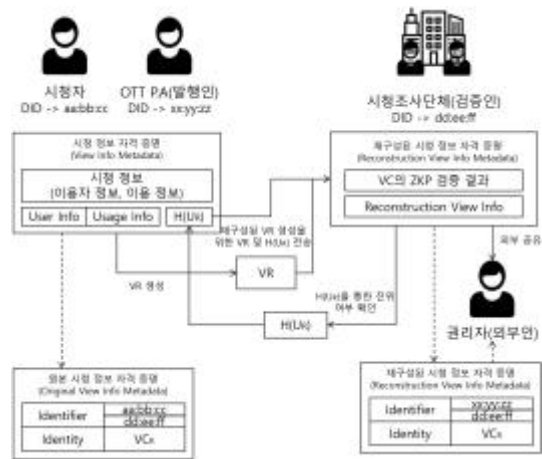 시청자
DID -> aa:bb:cc
OTT PA(발행인)
DID -> xx:yy:zz
시청조사단체(검증인)
DID -> dd:ee:ff
시청 정보 자격 증명
(View Info Metadata)
시청 정보
(이용자 정보, 이용 정보)
User Info
Usage Info
H(Ux)
재구성된 시청 정보 자격 증명
(Reconstruction View Info Metadata)
VC의 ZKP 검증 결과
Reconstruction View Info
재구성된 VR 생성을
위한 VR 및 H(Ux) 전송
VR 생성
VR
H(Ux)을 통한 진위
여부 확인
H(Ux)
외부 공유
관리자(외부인)
원본 시청 정보 자격 증명
(Original View Info Metadata)
Identifier
aa:bb:cc
dd:ee:ff
Identity
VCx
재구성된 시청 정보 자격 증명
(Reconstruction View Info Metadata)
Identifier
xx:yy:zz
dd:ee:ff
Identity
VCx